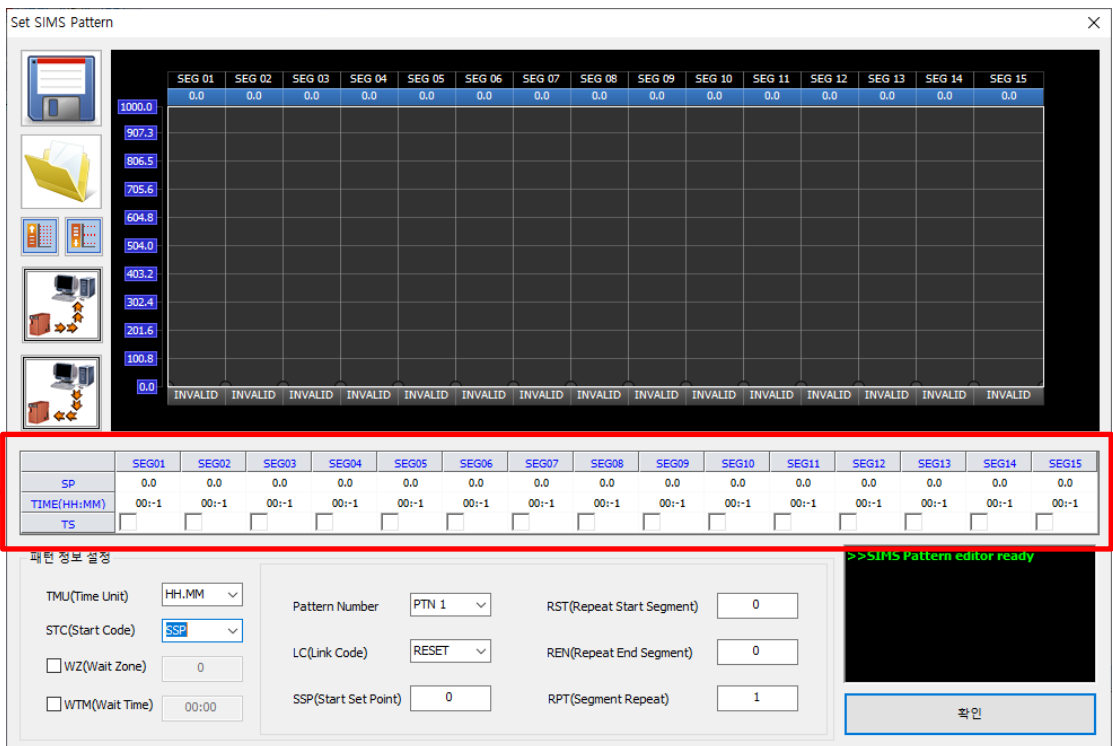 Set SIMS Pattern
SEG 01 SEG 02 SEG 03 SEG 04 SEG 05 SEG 06 SEG 07 SEG 08 SEG 09 SEG 10 SEG 11 SEG 12 SEG 13 SEG 14 SEG 15
0.0 0.0 0.0 0.0 0.0 0.0 0.0 0.0 0.0 0.0 0.0 0.0 0.0 0.0 0.0
1000.0
907.3
806.5
705.6
604.8
504.0
403.2
302.4
201.6
100.8
0.0
INVALID INVALID INVALID INVALID INVALID INVALID INVALID INVALID INVALID INVALID INVALID INVALID INVALID INVALID INVALID
SEG01 SEG02 SEG03 SEG04 SEG05 SEG06 SEG07 SEG08 SEG09 SEG10 SEG11 SEG12 SEG13 SEG14 SEG15
SP 0.0 0.0 0.0 0.0 0.0 0.0 0.0 0.0 0.0 0.0 0.0 0.0 0.0 0.0 0.0
TIME(HH:MM) 00:-1 00:-1 00:-1 00:-1 00:-1 00:-1 00:-1 00:-1 00:-1 00:-1 00:-1 00:-1 00:-1 00:-1 00:-1
TS
패턴 정보 설정
TMU(Time Unit) HH.MM
STC(Start Code) SSP
WZ(Wait Zone) 0
WTM(Wait Time) 00:00
Pattern Number PTN 1
LC(Link Code) RESET
SSP(Start Set Point) 0
RST(Repeat Start Segment) 0
REN(Repeat End Segment) 0
RPT(Segment Repeat) 1
>>SIMS Pattern editor ready
확인